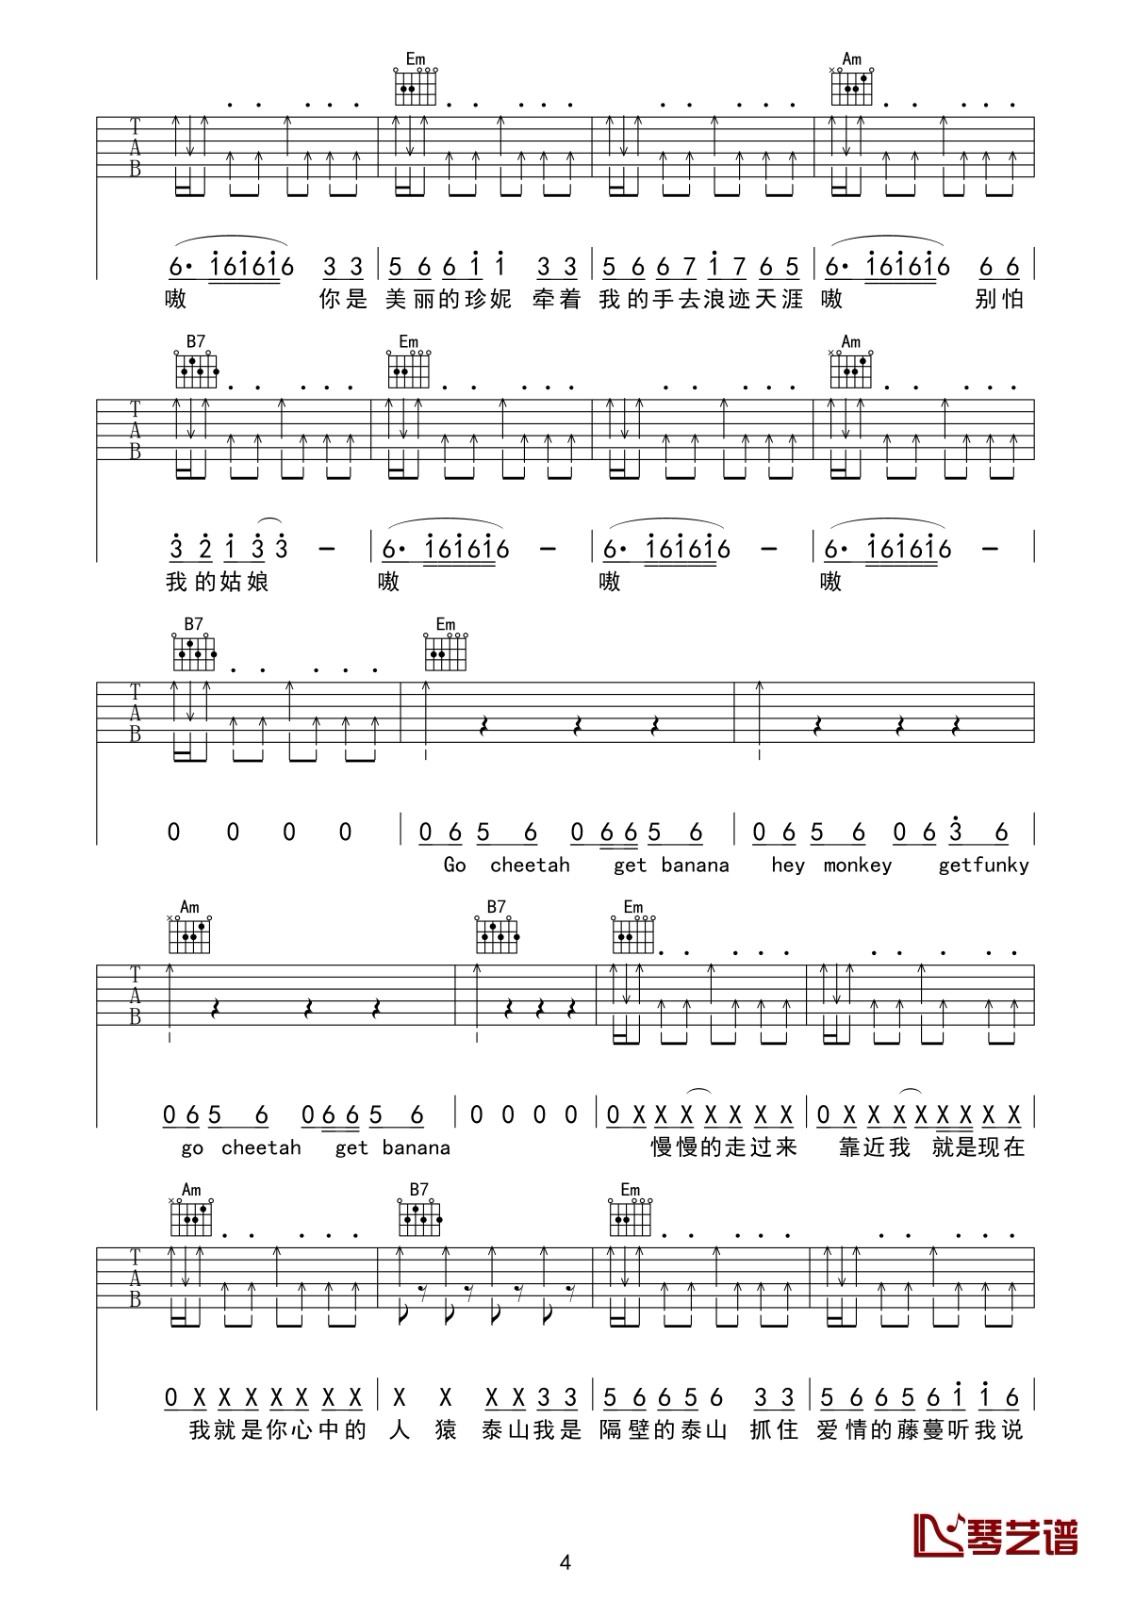 Em Am
T
A
B
6· i6i6i6 3 3 | 5 6 6 i i 3 3 | 5 6 6 7 i 7 6 5 | 6· i6i6i6 6 6 |
嗷 你是 美丽的珍妮 牵着 我的手去浪迹天涯 嗷 别怕
B7 Em Am
T
A
B
3 2 i 3 3 – | 6· i6i6i6 – | 6· i6i6i6 – | 6· i6i6i6 – |
我的姑娘 嗷 嗷 嗷
B7 Em
T
A
B
0 0 0 0 | 0 6 5 6 0 6 6 5 6 | 0 6 5 6 0 6 3 6 |
Go cheetah get banana hey monkey getfunky
Am B7 Em
T
A
B
0 6 5 6 0 6 6 5 6 | 0 0 0 0 | 0 X X X X X X X | 0 X X X X X X X X |
go cheetah get banana 慢慢的走过来 靠近我 就是现在
Am B7 Em
T
A
B
0 X X X X X X X | X X X X 3 3 | 5 6 6 5 6 3 3 | 5 6 6 5 6 i i 6 |
我就是你心中的 人 猿 泰山我是 隔壁的泰山 抓住 爱情的藤蔓听我说
琴艺谱
4